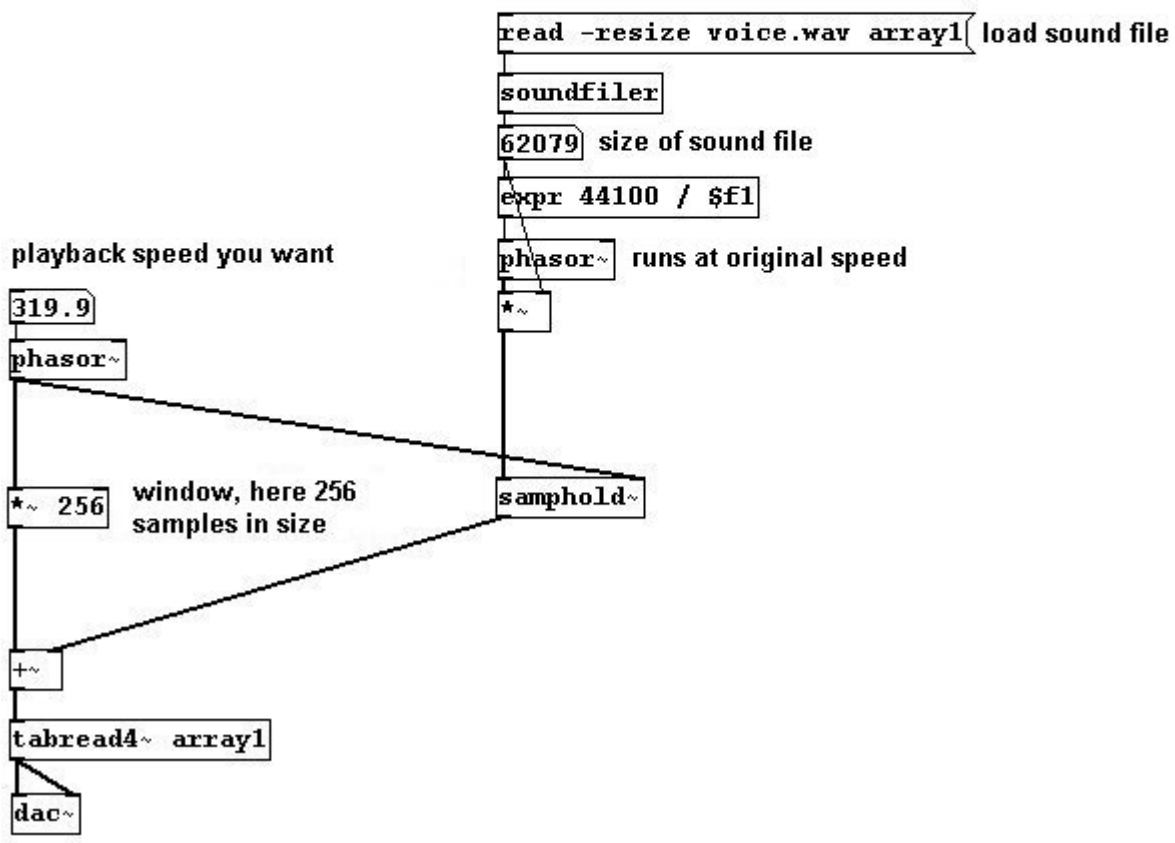 read -resize voice.wav array1 load sound file
soundfiler
62079 size of sound file
expr 44100 / $f1
playback speed you want
phasor~ runs at original speed
319.9
*~
phasor~
*~ 256
window, here 256
samples in size
samphold~
+~
tabread4~ array1
dac~